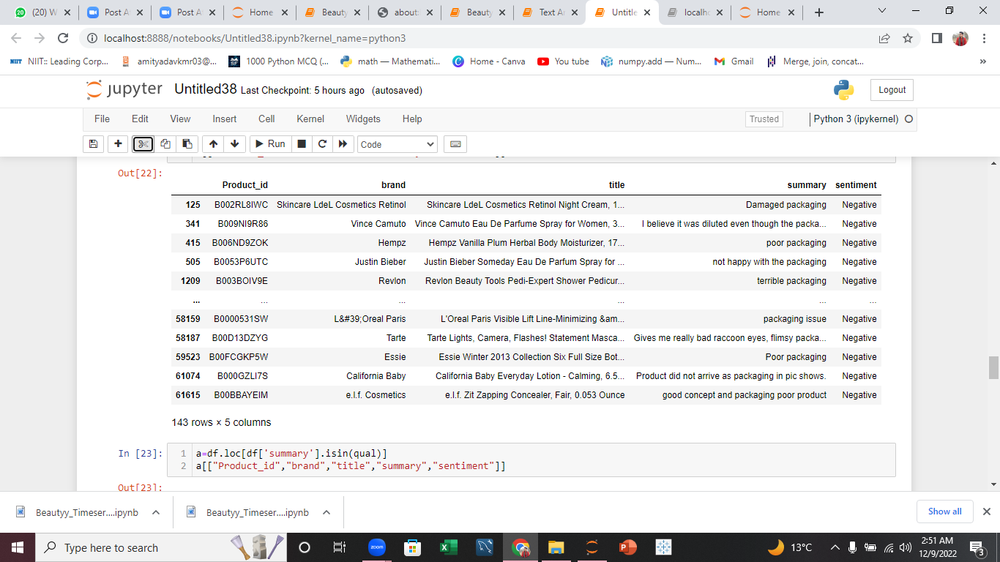 (20) W
Post A
Post A
Home
Beauty
about:
Beauty
Text A
Untitle
localho
Home
localhost:8888/notebooks/Untitled38.ipynb?kernel_name=python3
NIIT:: Leading Corp...
amityadavkmr03@...
1000 Python MCQ (...
math — Mathemati...
Home - Canva
You tube
numpy.add — Num...
Gmail
Merge, join, concat...
»
jupyter Untitled38 Last Checkpoint: 5 hours ago (autosaved)
Logout
File Edit View Insert Cell Kernel Widgets Help
Trusted
Python 3 (ipykernel)
Run
Code
Out[22]:
Product_id brand title summary sentiment
125 B002RL8IWC Skincare LdeL Cosmetics Retinol Skincare LdeL Cosmetics Retinol Night Cream, 1... Damaged packaging Negative
341 B009NI9R86 Vince Camuto Vince Camuto Eau De Parfume Spray for Women, 3... I believe it was diluted even though the packa... Negative
415 B006ND9ZOK Hempz Hempz Vanilla Plum Herbal Body Moisturizer, 17... poor packaging Negative
505 B0053P6UTC Justin Bieber Justin Bieber Someday Eau De Parfum Spray for ... not happy with the packaging Negative
1209 B003BOIV9E Revlon Revlon Beauty Tools Pedi-Expert Shower Pedicur... terrible packaging Negative
... ... ... ... ... ...
58159 B0000531SW L&#39;Oreal Paris L'Oreal Paris Visible Lift Line-Minimizing &am... packaging issue Negative
58187 B00D13DZYG Tarte Tarte Lights, Camera, Flashes! Statement Masca... Gives me really bad raccoon eyes, flimsy packa... Negative
59523 B00FCGKP5W Essie Essie Winter 2013 Collection Six Full Size Bot... Poor packaging Negative
61074 B000GZLI7S California Baby California Baby Everyday Lotion - Calming, 6.5... Product did not arrive as packaging in pic shows. Negative
61615 B00BBAYEIM e.l.f. Cosmetics e.l.f. Zit Zapping Concealer, Fair, 0.053 Ounce good concept and packaging poor product Negative
143 rows × 5 columns
In [23]:
1 a=df.loc[df['summary'].isin(qual)]
2 a[["Product_id","brand","title","summary","sentiment"]]
Out[23]:
Beautyy_Timeser....ipynb
Beautyy_Timeser....ipynb
Show all
Type here to search
zoom
13°C
2:51 AM
12/9/2022
3